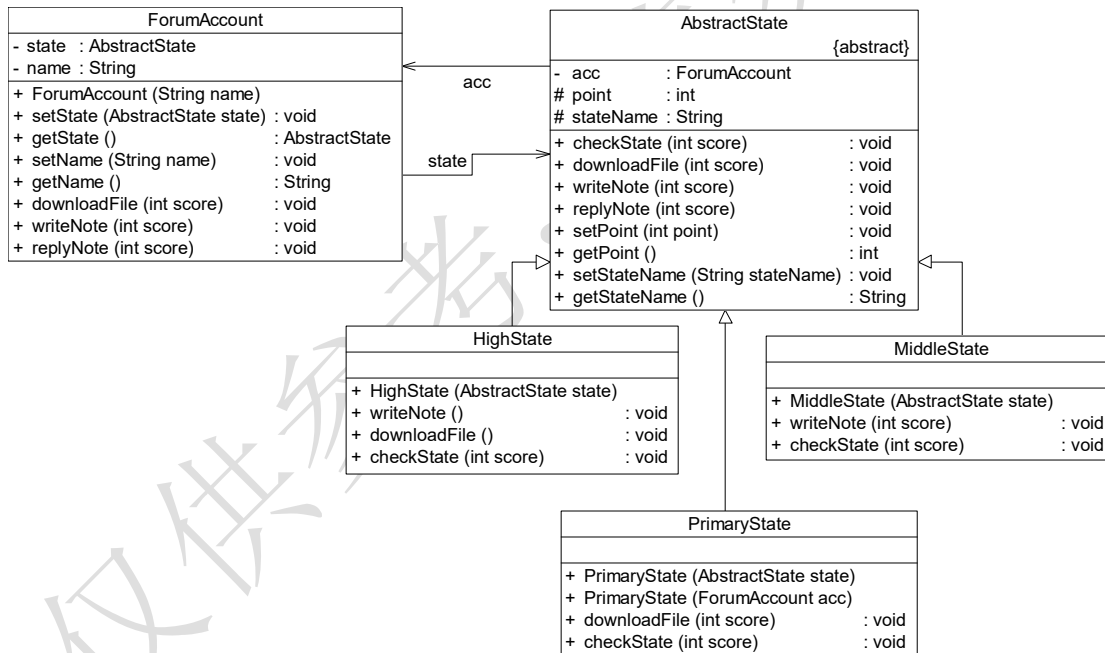 ForumAccount
- state : AbstractState
- name : String
+ ForumAccount (String name)
+ setState (AbstractState state) : void
+ getState () : AbstractState
+ setName (String name) : void
+ getName () : String
+ downloadFile (int score) : void
+ writeNote (int score) : void
+ replyNote (int score) : void
acc
state
AbstractState
{abstract}
- acc : ForumAccount
# point : int
# stateName : String
+ checkState (int score) : void
+ downloadFile (int score) : void
+ writeNote (int score) : void
+ replyNote (int score) : void
+ setPoint (int point) : void
+ getPoint () : int
+ setStateName (String stateName) : void
+ getStateName () : String
HighState
+ HighState (AbstractState state)
+ writeNote () : void
+ downloadFile () : void
+ checkState (int score) : void
MiddleState
+ MiddleState (AbstractState state)
+ writeNote (int score) : void
+ checkState (int score) : void
PrimaryState
+ PrimaryState (AbstractState state)
+ PrimaryState (ForumAccount acc)
+ downloadFile (int score) : void
+ checkState (int score) : void
仅供参考